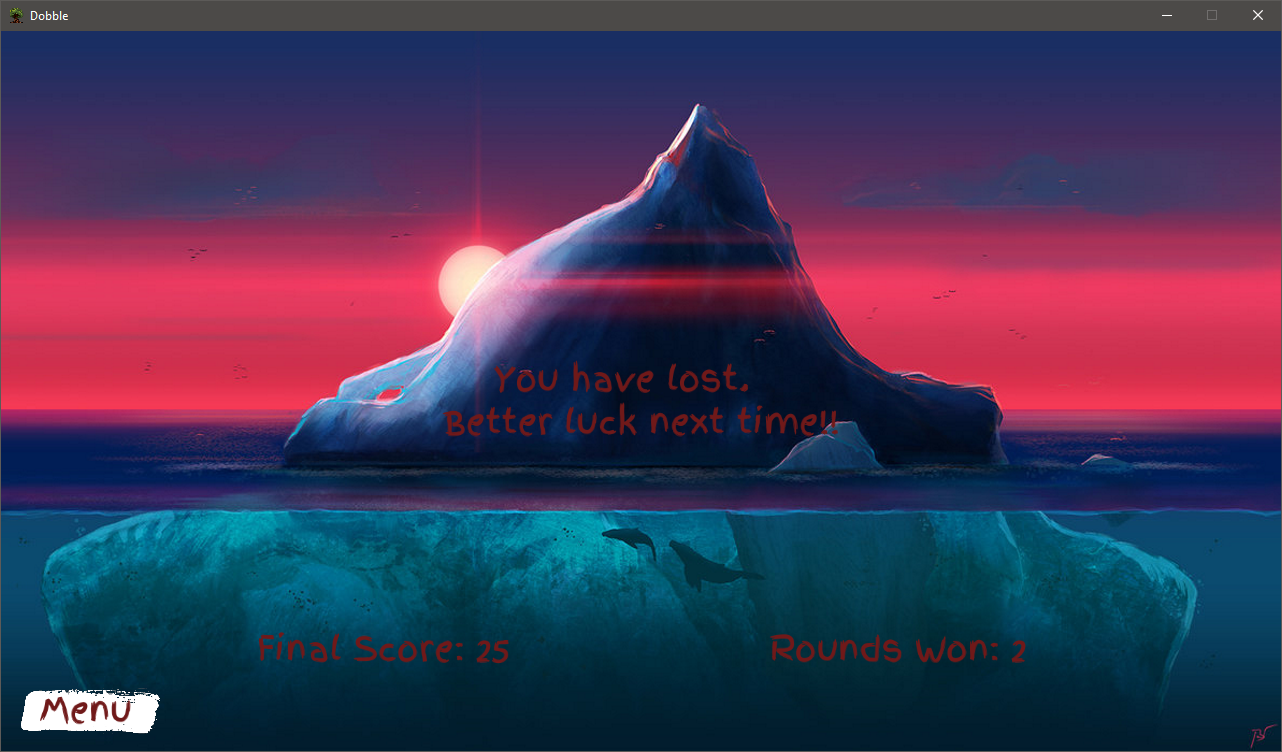 Dobble
You have lost.
Better luck next time!!
Final Score: 25
Rounds Won: 2
Menu